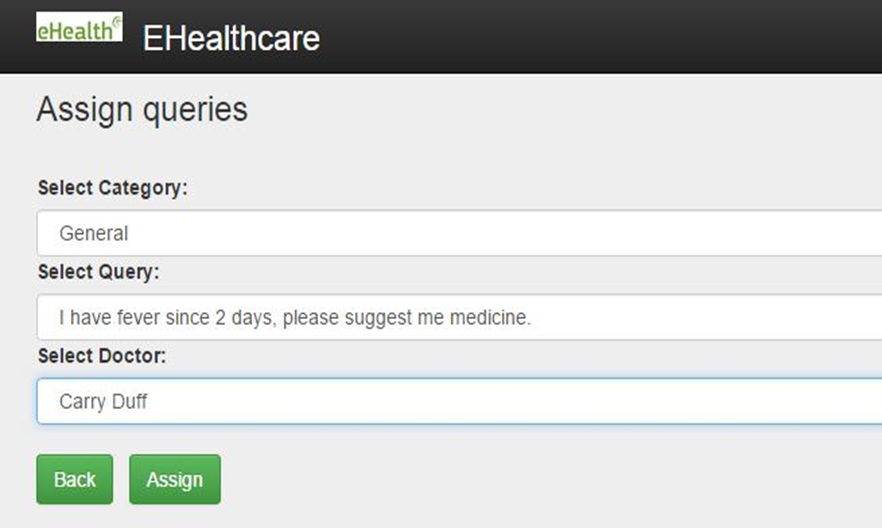 eHealth
EHealthcare
Assign queries
Select Category:
General
Select Query:
I have fever since 2 days, please suggest me medicine.
Select Doctor:
Carry Duff
Back Assign